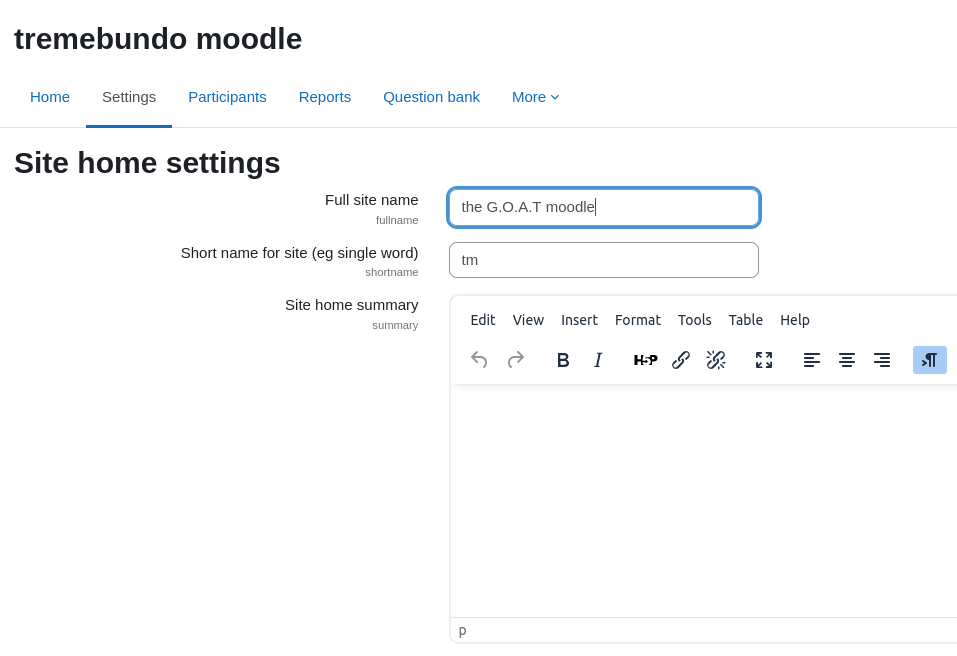 tremebundo moodle
Home Settings Participants Reports Question bank More
Site home settings
Full site name
fullname
the G.O.A.T moodle
Short name for site (eg single word)
shortname
tm
Site home summary
summary
Edit View Insert Format Tools Table Help
B I H-P
p